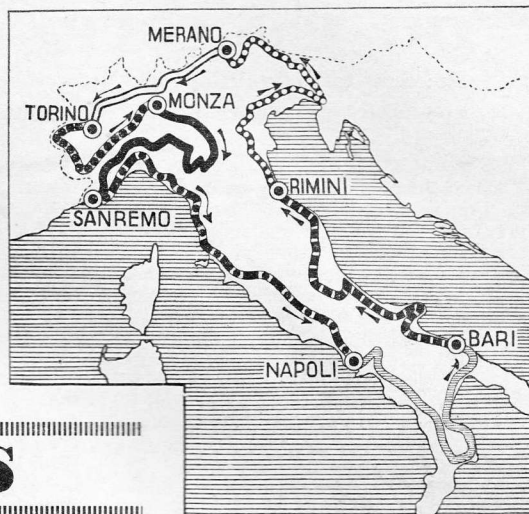 MERANO
TORINO
MONZA
RIMINI
SANREMO
BARI
NAPOLI
S